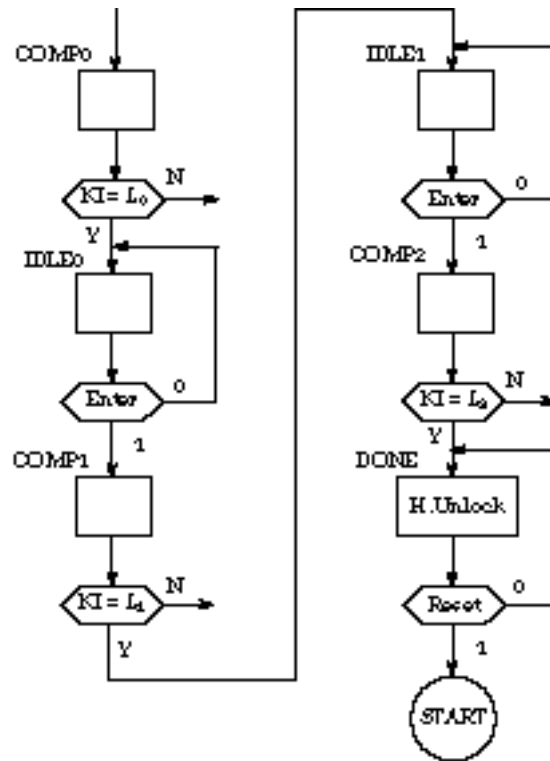 COMP0
KI = L0
N
Y
IDLE0
Enter
0
1
COMP1
KI = L1
N
Y
IDLE1
Enter
0
1
COMP2
KI = L2
N
Y
DONE
H.Unlock
Reset
0
1
START